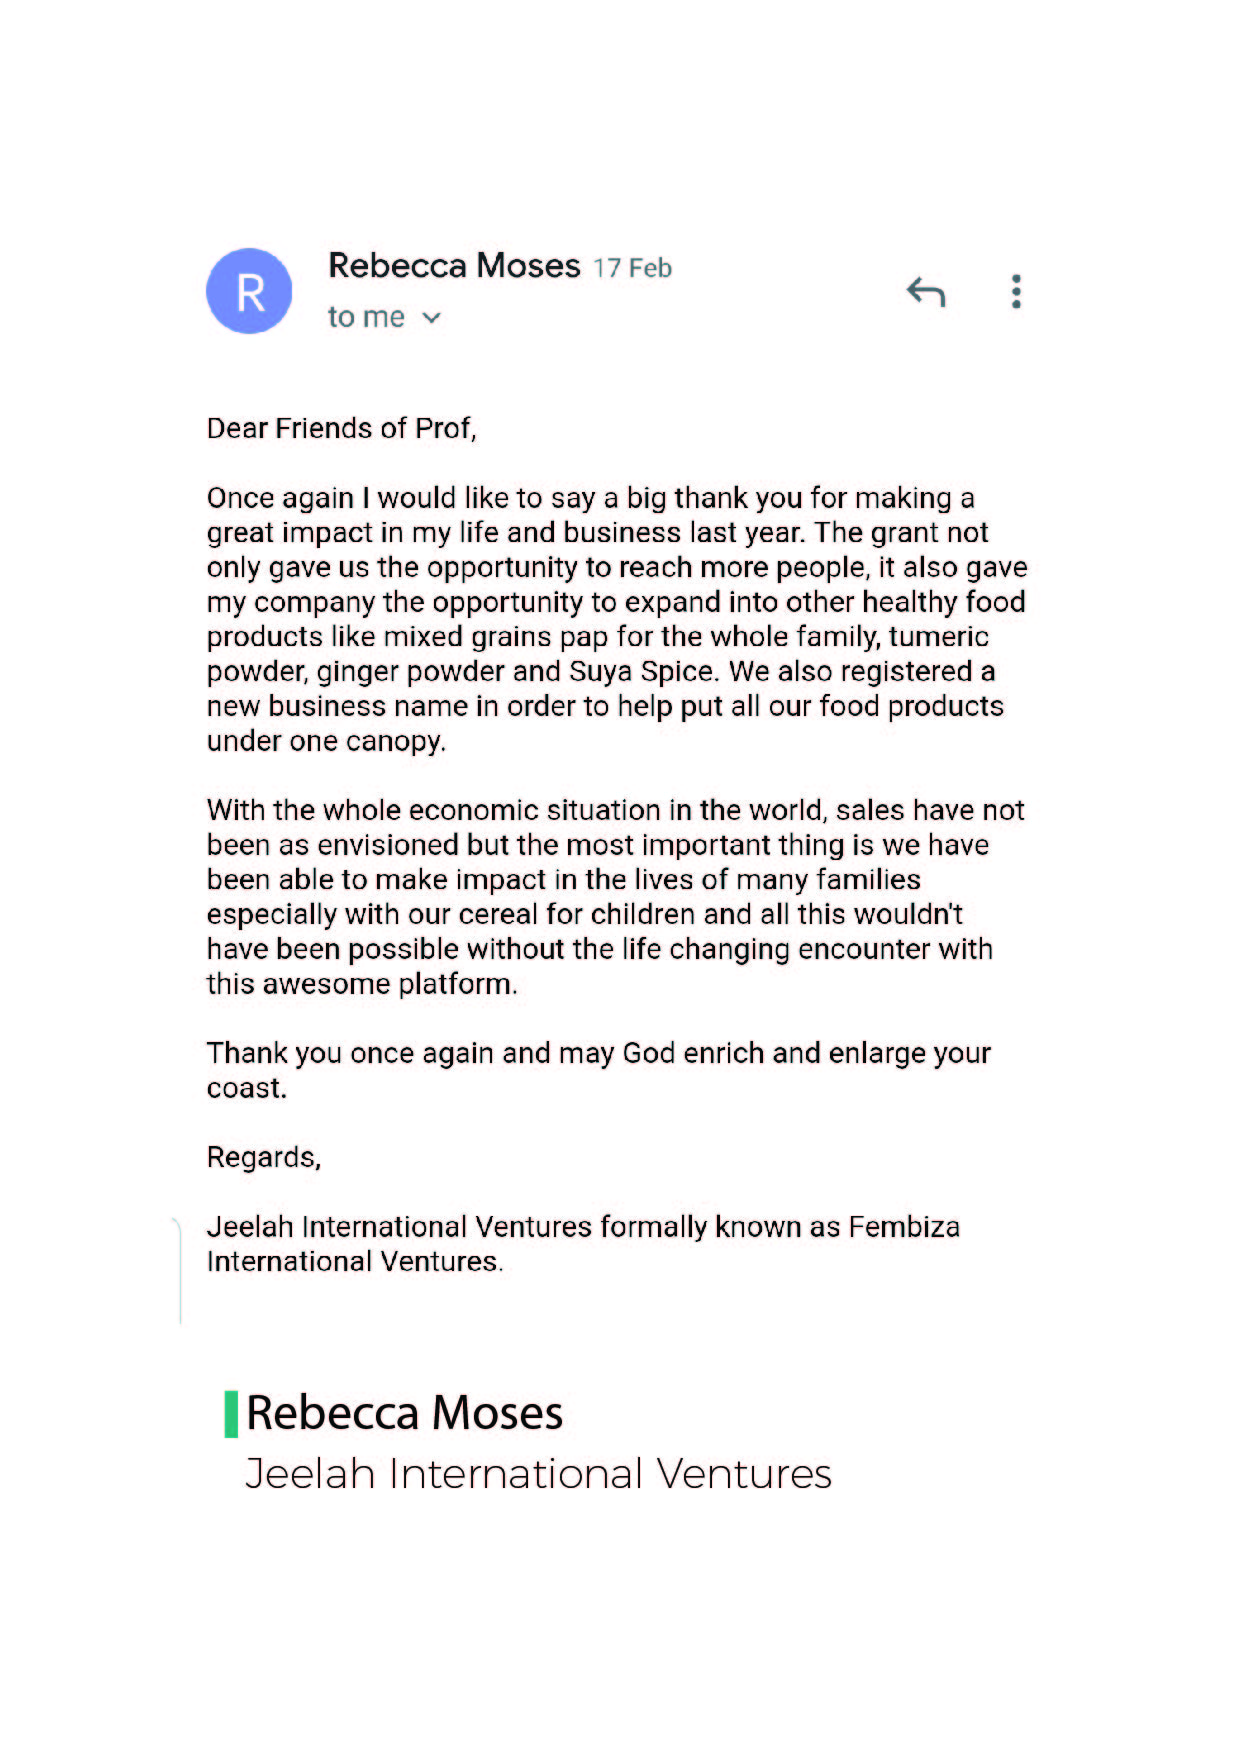 R
Rebecca Moses 17 Feb
to me
Dear Friends of Prof,
Once again I would like to say a big thank you for making a
great impact in my life and business last year. The grant not
only gave us the opportunity to reach more people, it also gave
my company the opportunity to expand into other healthy food
products like mixed grains pap for the whole family, tumeric
powder, ginger powder and Suya Spice. We also registered a
new business name in order to help put all our food products
under one canopy.
With the whole economic situation in the world, sales have not
been as envisioned but the most important thing is we have
been able to make impact in the lives of many families
especially with our cereal for children and all this wouldn't
have been possible without the life changing encounter with
this awesome platform.
Thank you once again and may God enrich and enlarge your
coast.
Regards,
Jeelah International Ventures formally known as Fembiza
International Ventures.
Rebecca Moses
Jeelah International Ventures